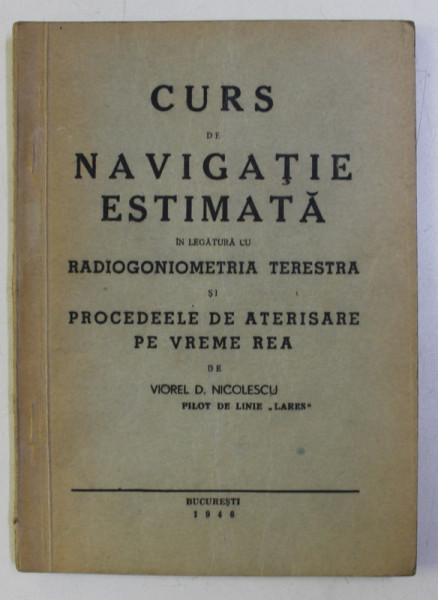 CURS
DE
NAVIGAŢIE
ESTIMATĂ
ÎN LEGĂTURĂ CU
RADIOGONIOMETRIA TERESTRA
ŞI
PROCEDEELE DE ATERISARE
PE VREME REA
DE
VIOREL D. NICOLESCU
PILOT DE LINIE „LARES"
BUCUREŞTI
1946